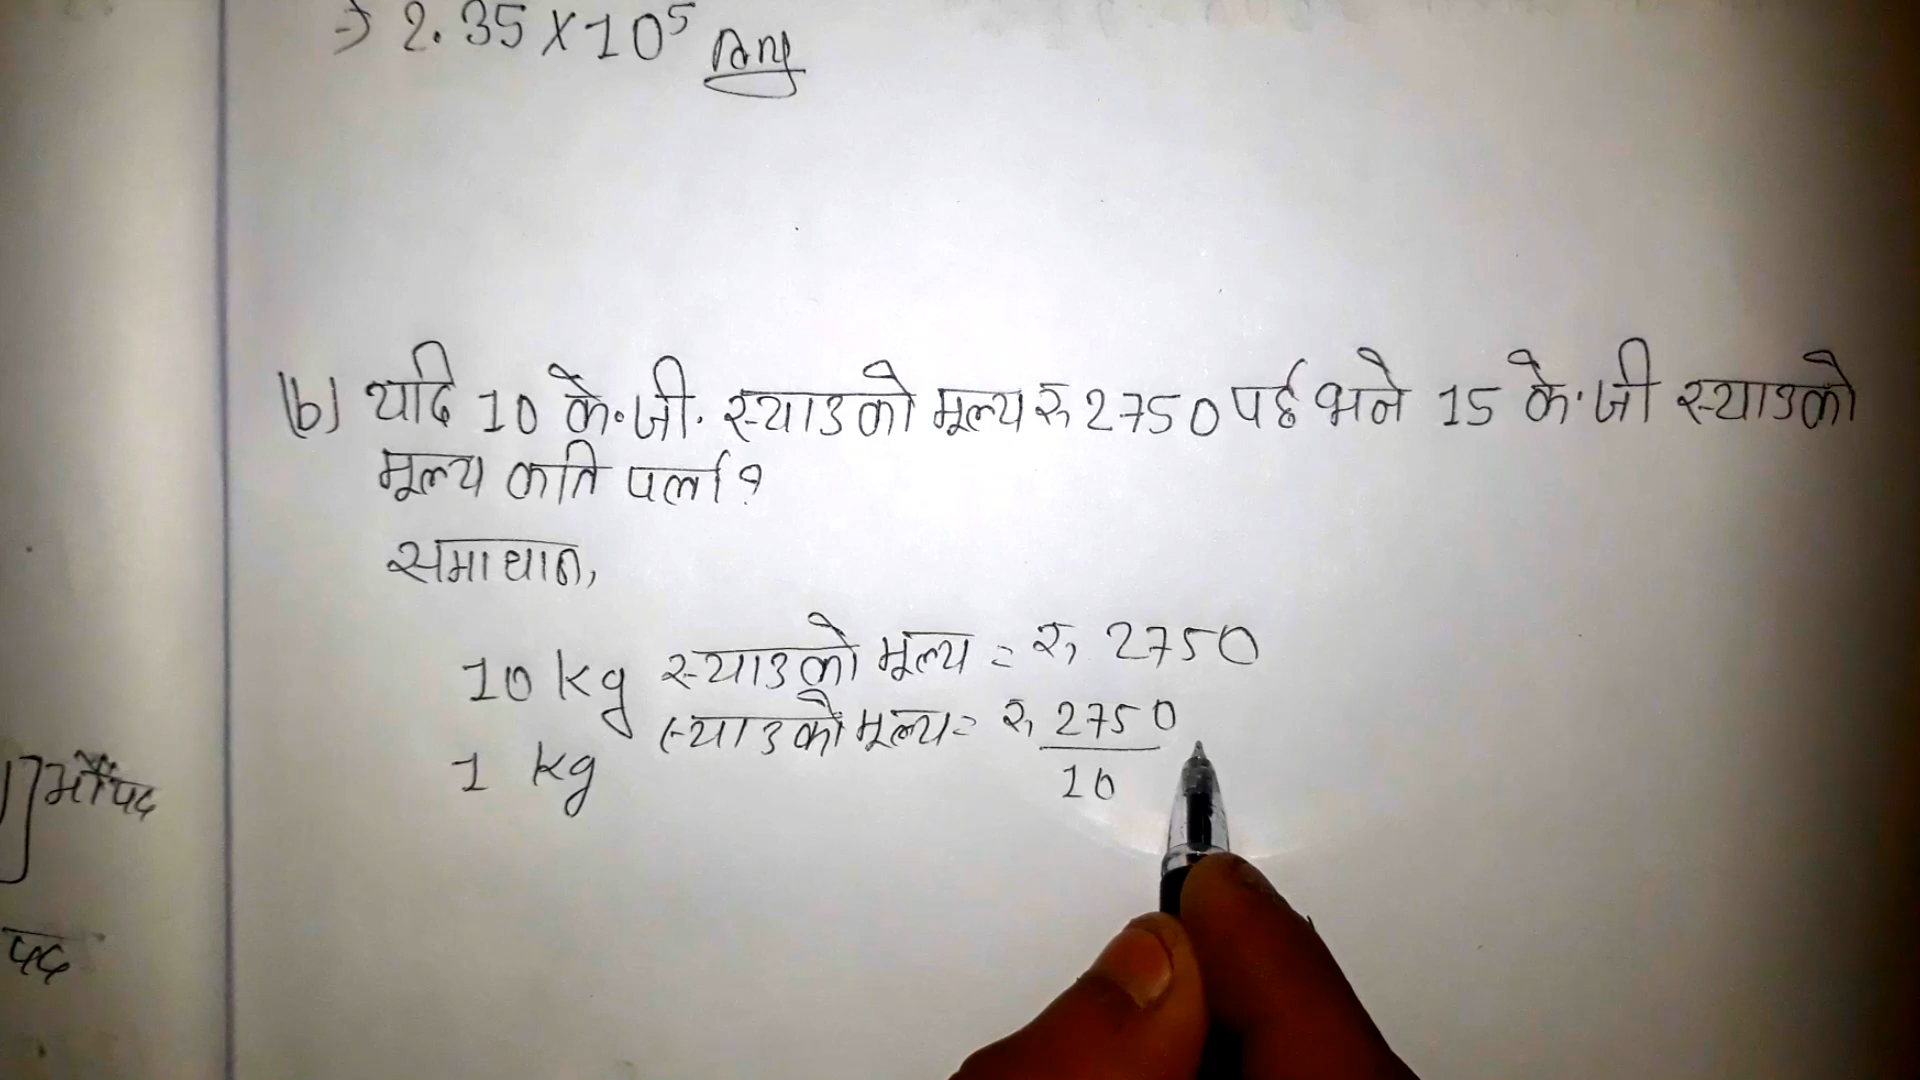 → 2.35 × 10⁵ Ans
(b) यदि 10 के.जी. स्याउको मूल्य रु 2750 पर्छ भने 15 के.जी स्याउको
मूल्य कति पर्ला?
समाधान,
10 kg स्याउको मूल्य = रु 2750
1 kg स्याउको मूल्य = रु 2750
10
पद